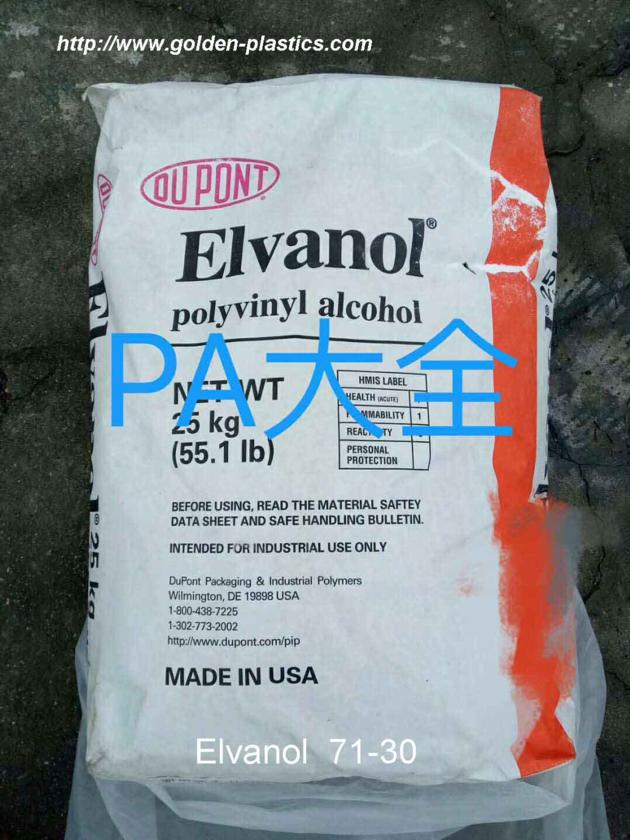 http://www.golden-plastics.com
DU PONT
Elvanol®
polyvinyl alcohol
PA大全
NET WT
25 kg
(55.1 lb)
HMIS LABEL
HEALTH (ACUTE)
FLAMMABILITY 1
REACTIVITY
PERSONAL
PROTECTION
BEFORE USING, READ THE MATERIAL SAFTEY
DATA SHEET AND SAFE HANDLING BULLETIN.
INTENDED FOR INDUSTRIAL USE ONLY
DuPont Packaging & Industrial Polymers
Wilmington, DE 19898 USA
1-800-438-7225
1-302-773-2002
http://www.dupont.com/pip
MADE IN USA
Elvanol 71-30